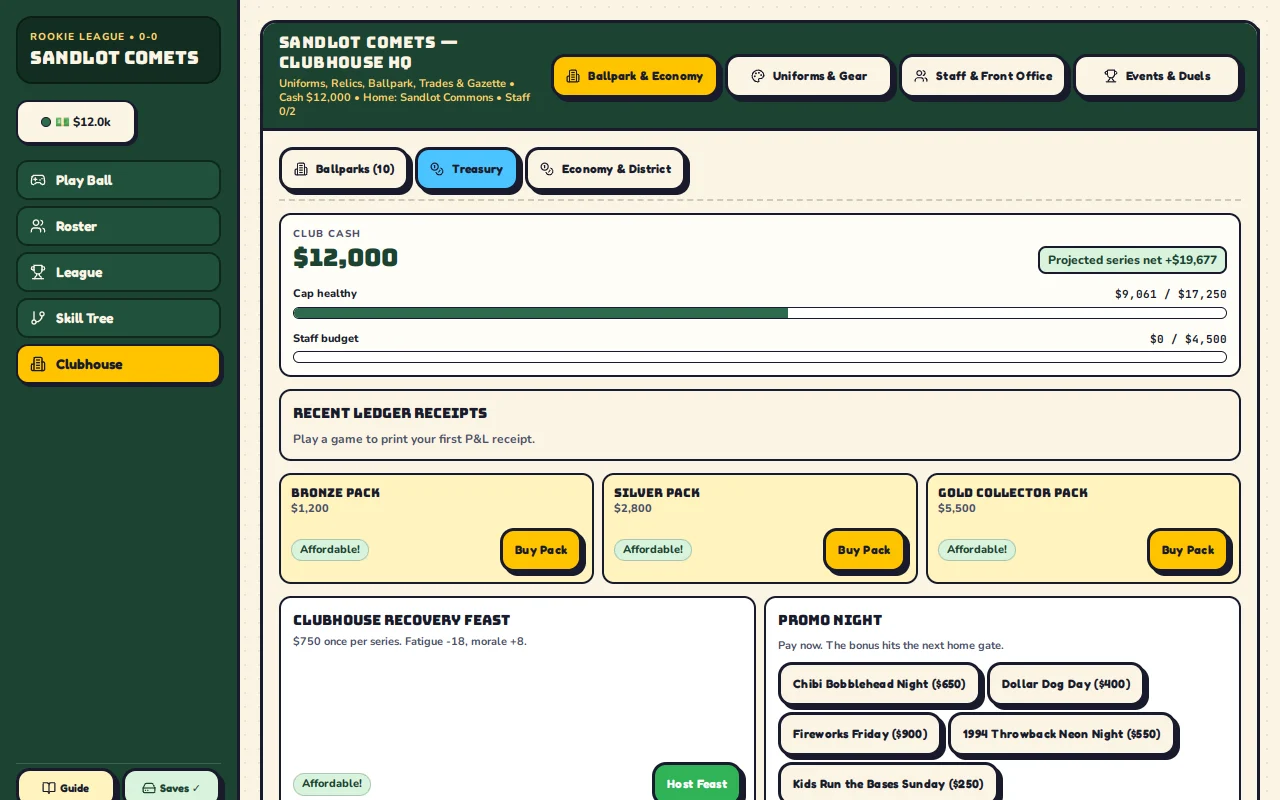 ROOKIE LEAGUE • 0-0
SANDLOT COMETS
💵 $12.0k
Play Ball
Roster
League
Skill Tree
Clubhouse
Guide
Saves ✓
SANDLOT COMETS —
CLUBHOUSE HQ
Uniforms, Relics, Ballpark, Trades & Gazette •
Cash $12,000 • Home: Sandlot Commons • Staff
0/2
Ballpark & Economy
Uniforms & Gear
Staff & Front Office
Events & Duels
Ballparks (10)
Treasury
Economy & District
CLUB CASH
$12,000
Projected series net +$19,677
Cap healthy
$9,061 / $17,250
Staff budget
$0 / $4,500
RECENT LEDGER RECEIPTS
Play a game to print your first P&L receipt.
BRONZE PACK
$1,200
Affordable!
Buy Pack
SILVER PACK
$2,800
Affordable!
Buy Pack
GOLD COLLECTOR PACK
$5,500
Affordable!
Buy Pack
CLUBHOUSE RECOVERY FEAST
$750 once per series. Fatigue -18, morale +8.
Affordable!
Host Feast
PROMO NIGHT
Pay now. The bonus hits the next home gate.
Chibi Bobblehead Night ($650)
Dollar Dog Day ($400)
Fireworks Friday ($900)
1994 Throwback Neon Night ($550)
Kids Run the Bases Sunday ($250)